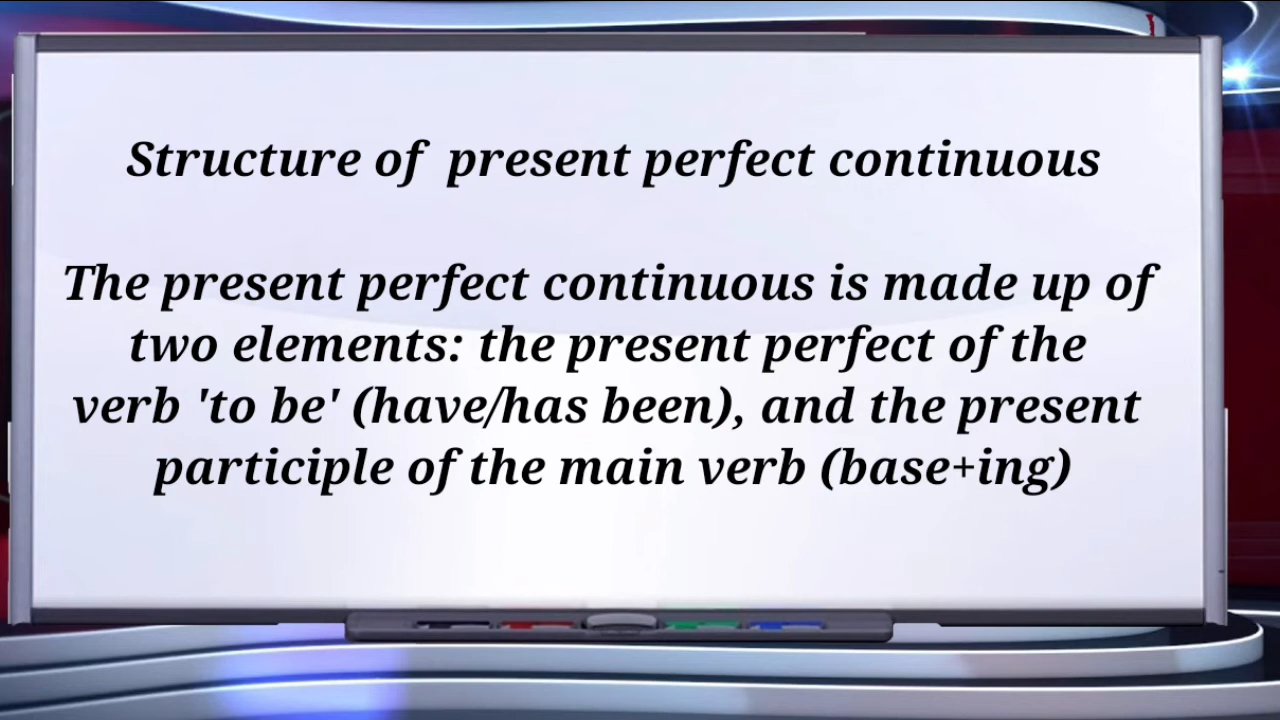 Structure of present perfect continuous
The present perfect continuous is made up of
two elements: the present perfect of the
verb 'to be' (have/has been), and the present
participle of the main verb (base+ing)